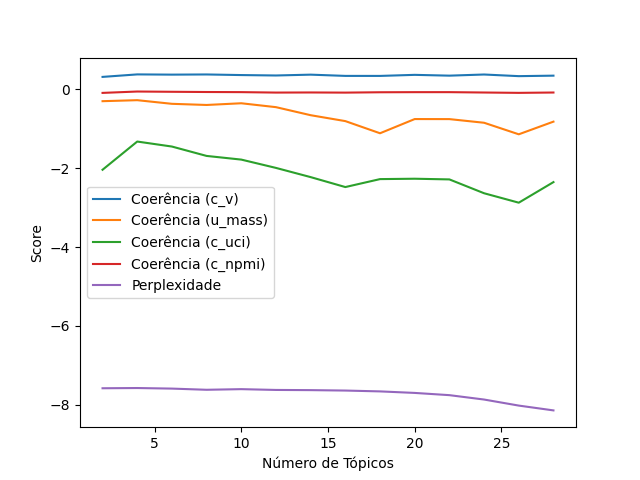 0
−2
−4
−6
−8
Score
Coerência (c_v)
Coerência (u_mass)
Coerência (c_uci)
Coerência (c_npmi)
Perplexidade
5 10 15 20 25
Número de Tópicos